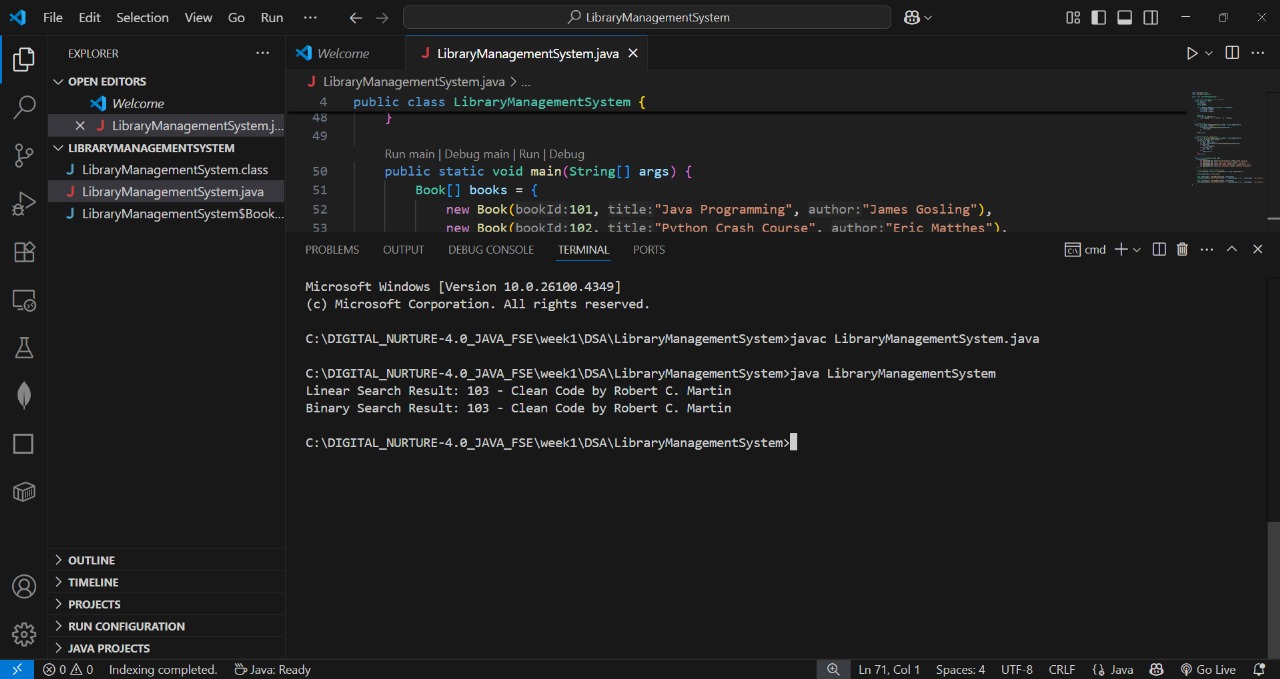 File Edit Selection View Go Run ···
LibraryManagementSystem
EXPLORER
OPEN EDITORS
Welcome
LibraryManagementSystem.j...
LIBRARYMANAGEMENTSYSTEM
LibraryManagementSystem.class
LibraryManagementSystem.java
LibraryManagementSystem$Book...
OUTLINE
TIMELINE
PROJECTS
RUN CONFIGURATION
JAVA PROJECTS
Welcome LibraryManagementSystem.java
LibraryManagementSystem.java > ...
4 public class LibraryManagementSystem {
48 }
49
Run main | Debug main | Run | Debug
50 public static void main(String[] args) {
51 Book[] books = {
52 new Book(bookId:101, title:"Java Programming", author:"James Gosling"),
53 new Book(bookId:102, title:"Python Crash Course", author:"Eric Matthes"),
PROBLEMS OUTPUT DEBUG CONSOLE TERMINAL PORTS
cmd
Microsoft Windows [Version 10.0.26100.4349]
(c) Microsoft Corporation. All rights reserved.
C:\DIGITAL_NURTURE-4.0_JAVA_FSE\week1\DSA\LibraryManagementSystem>javac LibraryManagementSystem.java
C:\DIGITAL_NURTURE-4.0_JAVA_FSE\week1\DSA\LibraryManagementSystem>java LibraryManagementSystem
Linear Search Result: 103 - Clean Code by Robert C. Martin
Binary Search Result: 103 - Clean Code by Robert C. Martin
C:\DIGITAL_NURTURE-4.0_JAVA_FSE\week1\DSA\LibraryManagementSystem>
0 0 Indexing completed. Java: Ready Ln 71, Col 1 Spaces: 4 UTF-8 CRLF {} Java Go Live